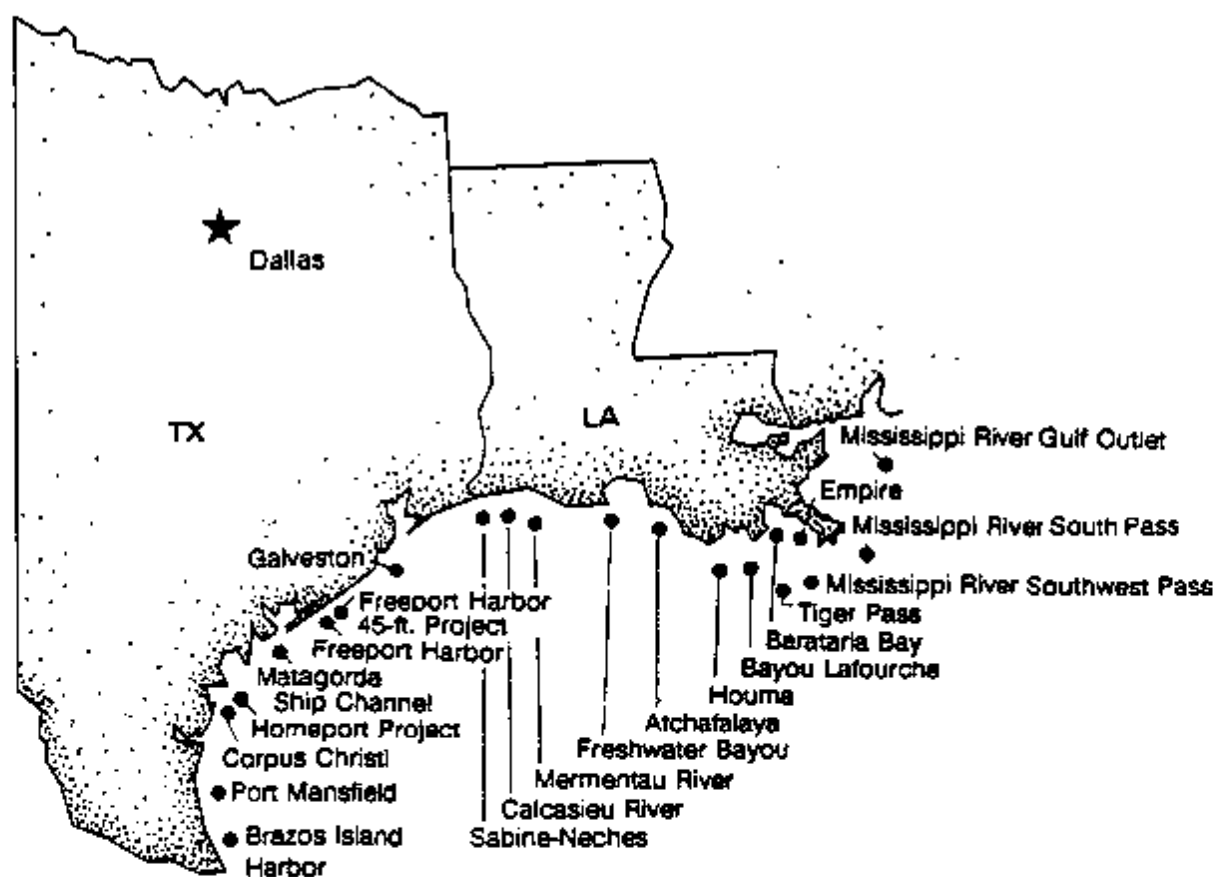 Dallas
TX
LA
Mississippi River Gulf Outlet
Empire
Mississippi River South Pass
Galveston
Mississippi River Southwest Pass
Freeport Harbor
45-ft. Project
Tiger Pass
Freeport Harbor
Barataria Bay
Bayou Lafourche
Matagorda
Ship Channel
Houma
Homeport Project
Atchafalaya
Corpus Christi
Freshwater Bayou
Mermentau River
Port Mansfield
Calcasieu River
Brazos Island
Harbor
Sabine-Neches